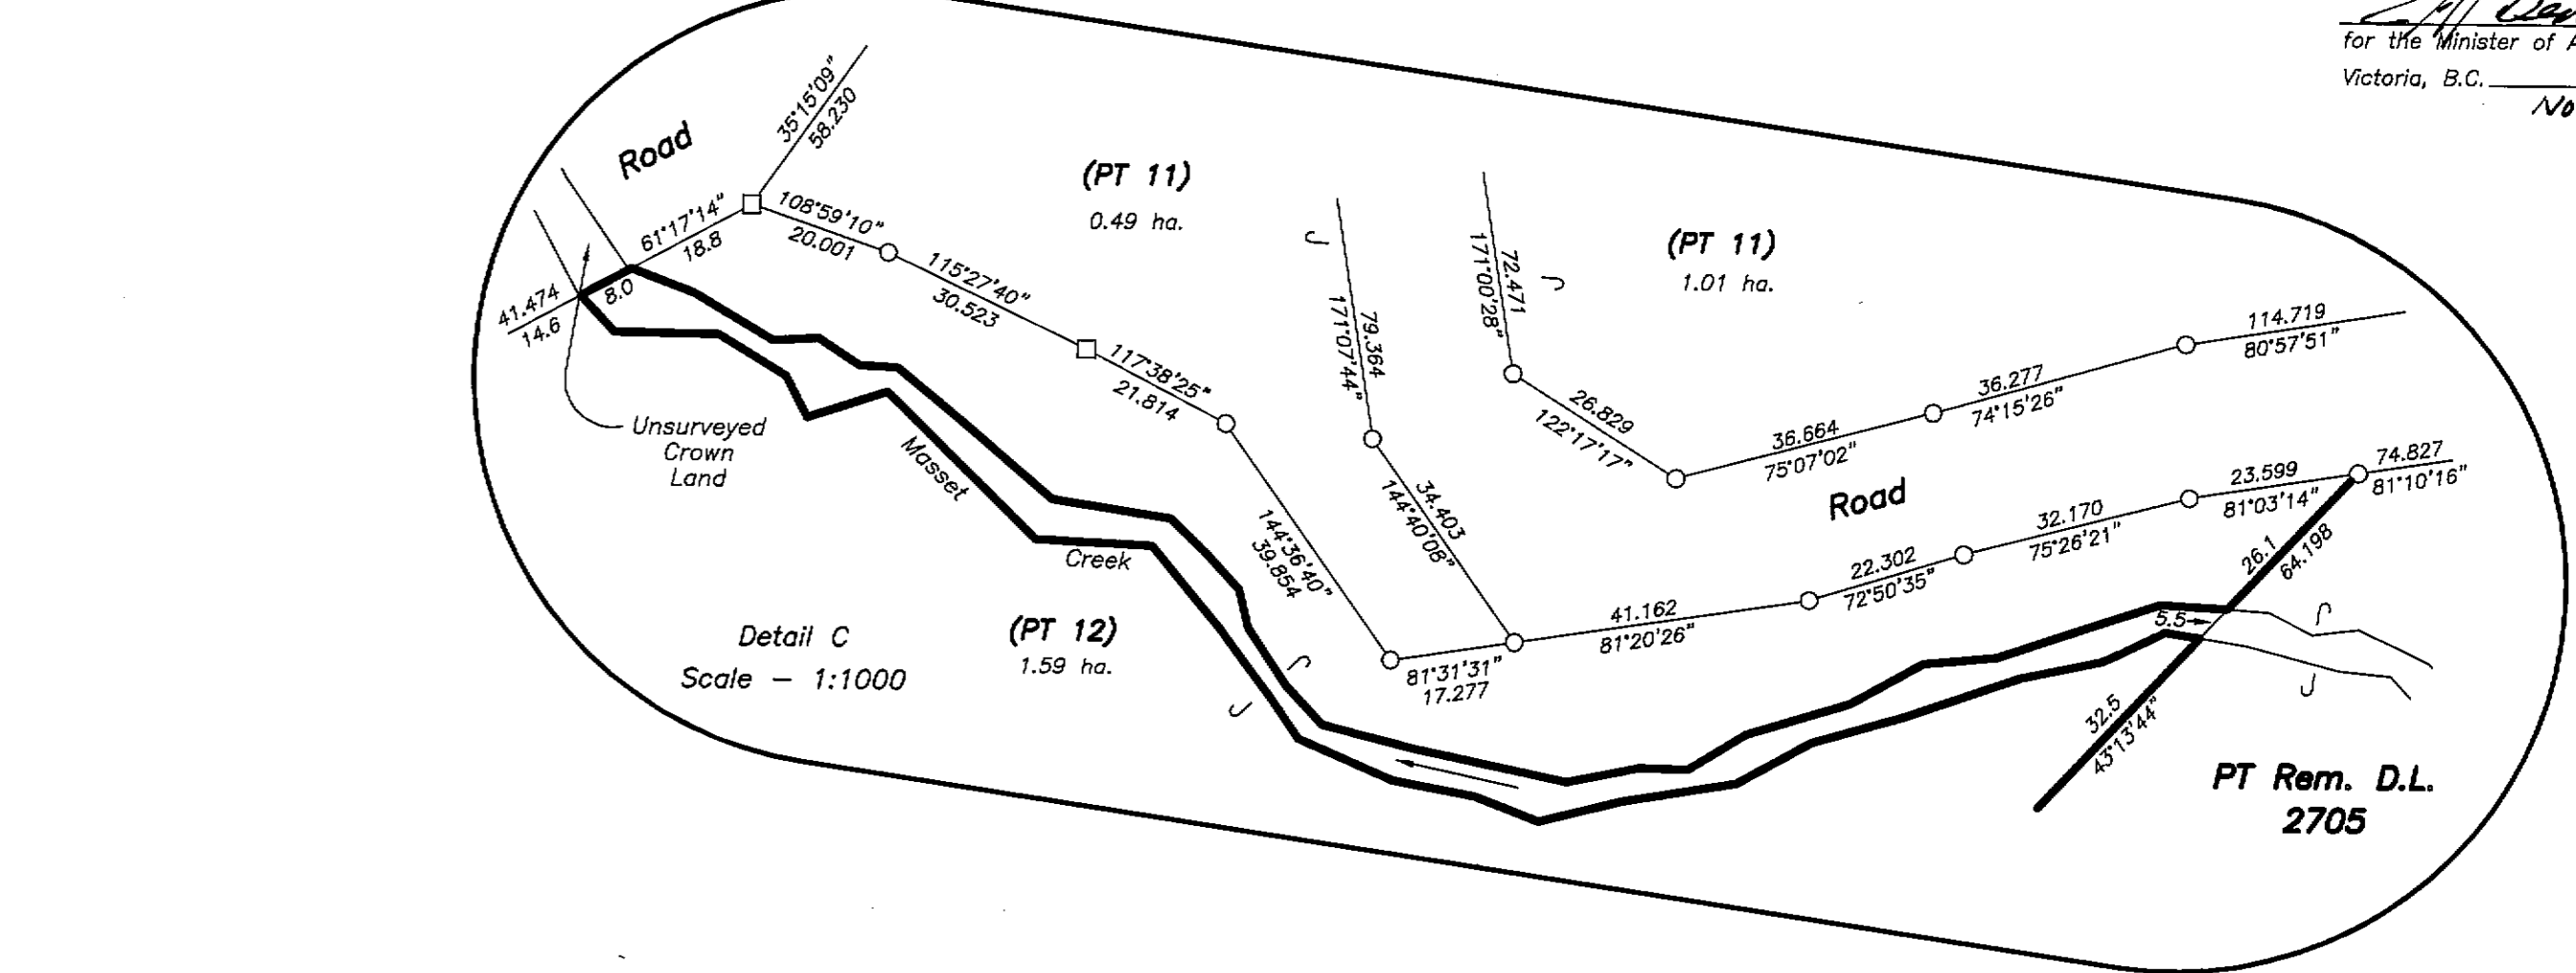 for the Minister of A
Victoria, B.C.
No
Road
35°15'09"
58.230
(PT 11)
0.49 ha.
(PT 11)
1.01 ha.
61°17'14"
18.8
108°59'10"
20.001
115°27'40"
30.523
41.474
14.6
8.0
117°38'25"
21.814
79.364
171°07'44"
72.471
171°00'28"
26.829
122°17'17"
36.664
75°07'02"
36.277
74°15'26"
114.719
80°57'51"
Unsurveyed
Crown
Land
Masset
Creek
144°36'40"
39.854
34.403
144°40'08"
Road
74.827
81°10'16"
23.599
81°03'14"
32.170
75°26'21"
22.302
72°50'35"
41.162
81°20'26"
81°31'31"
17.277
26.1
64.198
5.5
32.5
43°13'44"
Detail C
Scale - 1:1000
(PT 12)
1.59 ha.
PT Rem. D.L.
2705